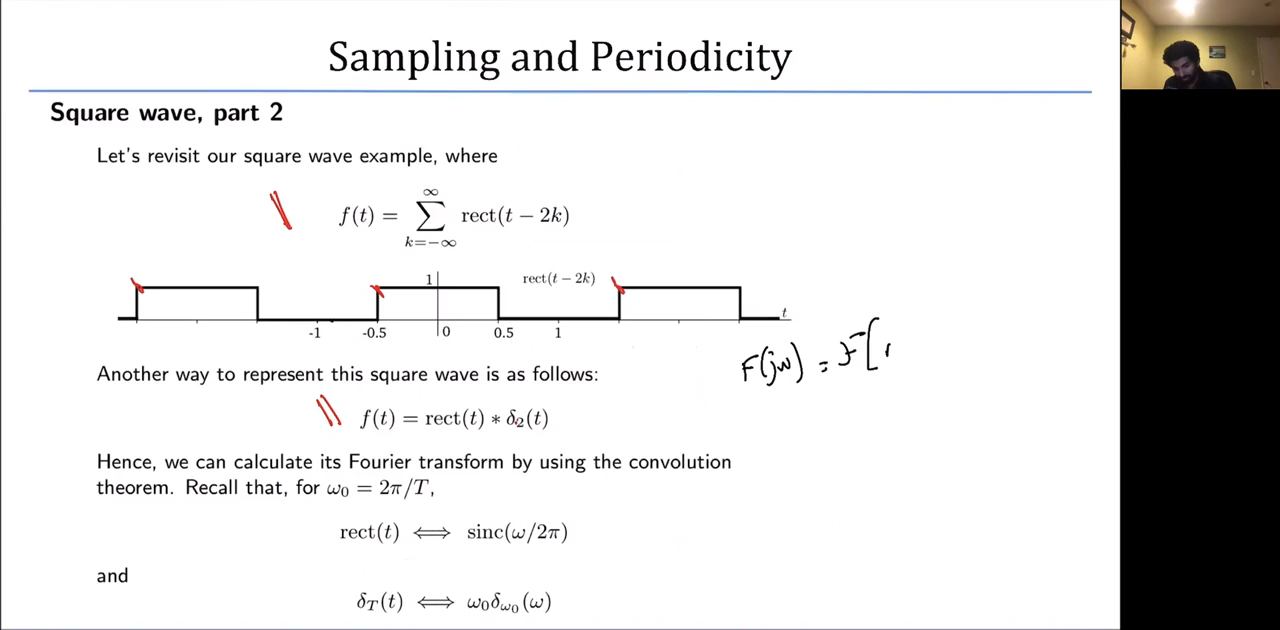 Sampling and Periodicity
Square wave, part 2
Let's revisit our square wave example, where
f(t) = ∑_{k=−∞}^{∞} rect(t − 2k)
1 rect(t − 2k)
t
-1 -0.5 0 0.5 1
F(jω) = F[
Another way to represent this square wave is as follows:
f(t) = rect(t) ∗ δ₂(t)
Hence, we can calculate its Fourier transform by using the convolution
theorem. Recall that, for ω₀ = 2π/T,
rect(t) ⟺ sinc(ω/2π)
and
δ_T(t) ⟺ ω₀δ_{ω₀}(ω)